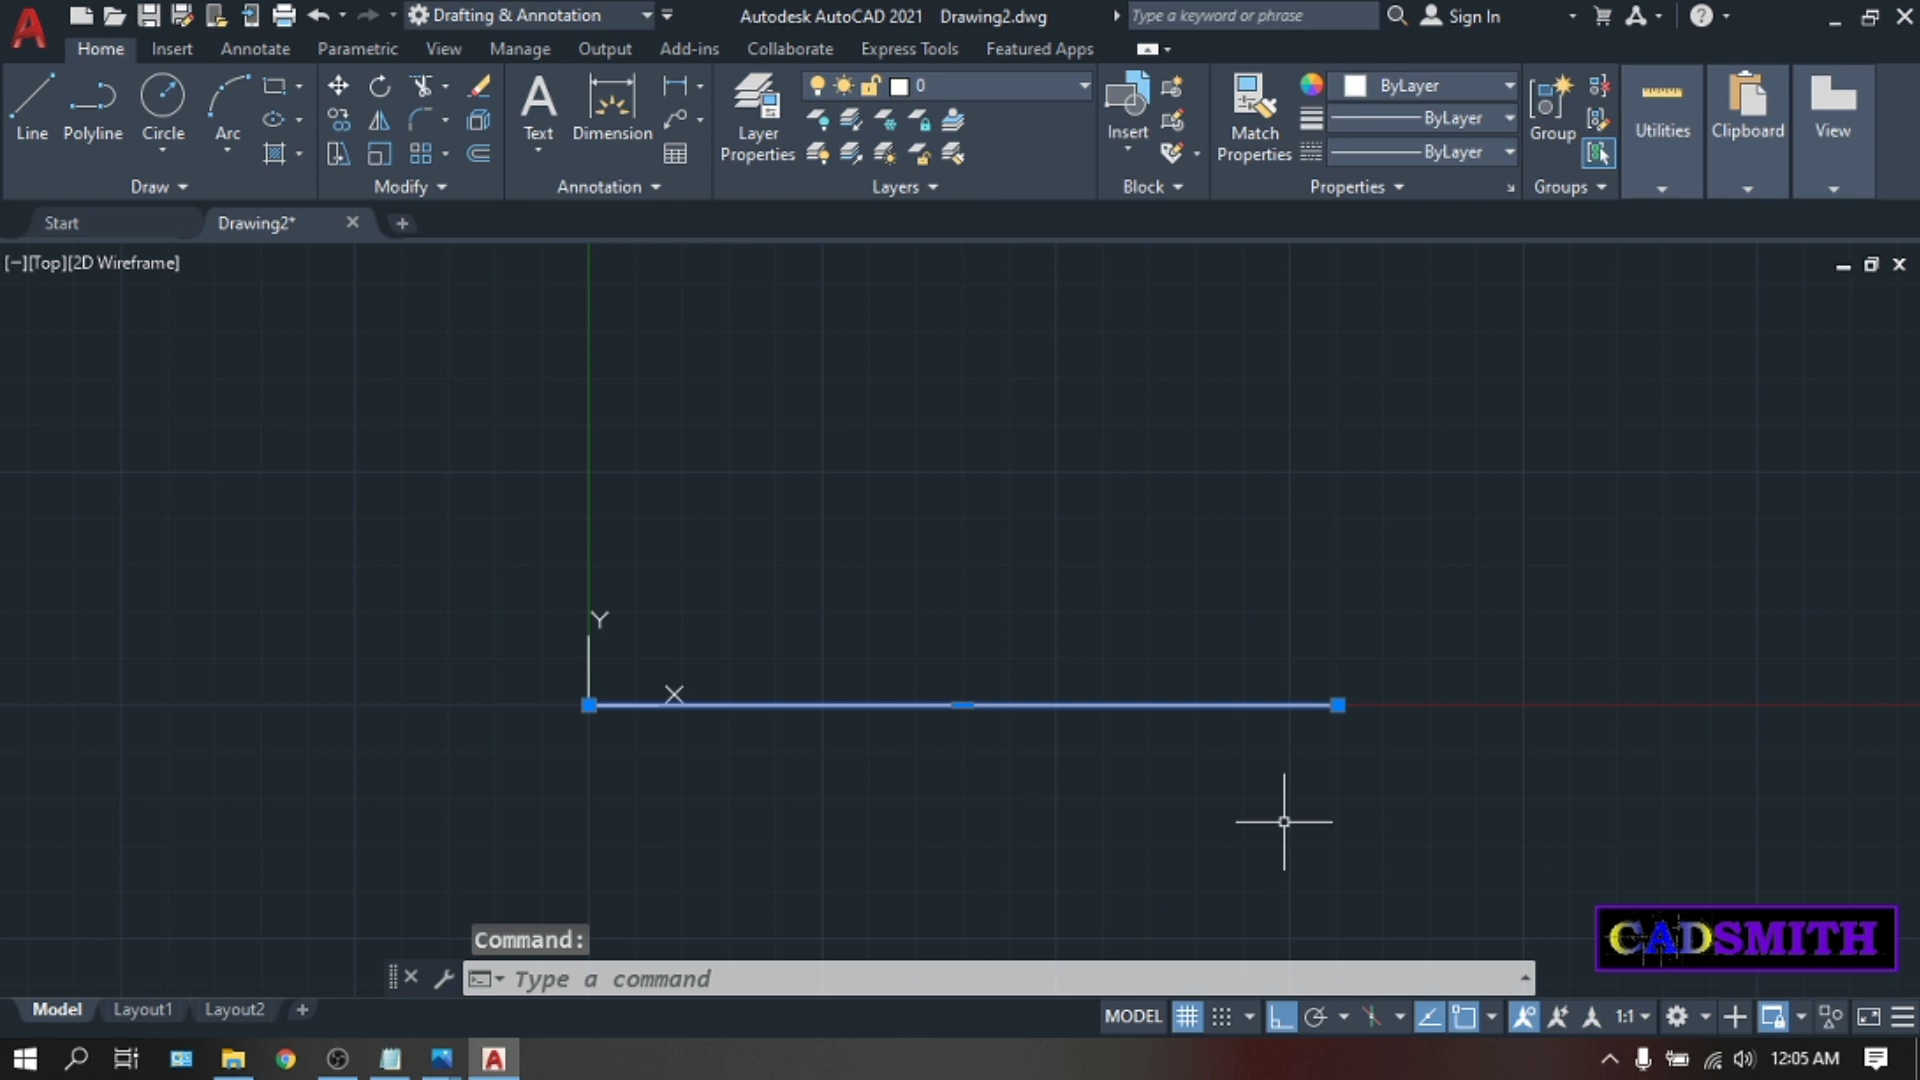 Drafting & Annotation
Autodesk AutoCAD 2021 Drawing2.dwg
Type a keyword or phrase
Sign In
Home Insert Annotate Parametric View Manage Output Add-ins Collaborate Express Tools Featured Apps
Line Polyline Circle Arc
Text Dimension
Layer Properties
0
Insert
Match Properties
ByLayer
ByLayer
ByLayer
Group
Utilities Clipboard View
Draw Modify Annotation Layers Block Properties Groups
Start Drawing2*
[−][Top][2D Wireframe]
Y
X
Command:
Type a command
CADSMITH
Model Layout1 Layout2
MODEL 1:1
12:05 AM